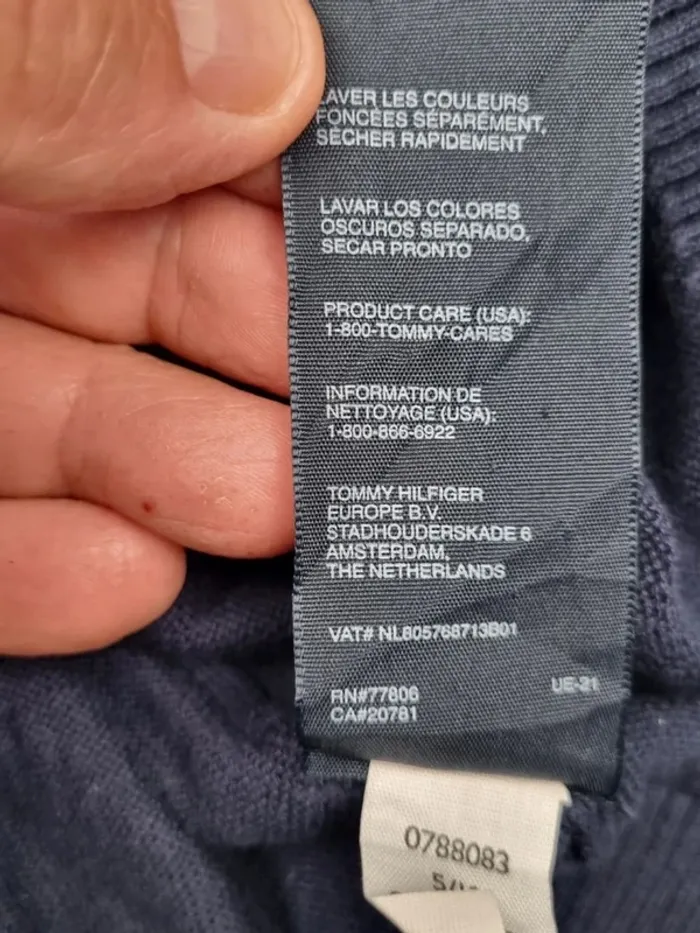 LAVER LES COULEURS
FONCÉES SÉPARÉMENT,
SÉCHER RAPIDEMENT
LAVAR LOS COLORES
OSCUROS SEPARADO,
SECAR PRONTO
PRODUCT CARE (USA):
1-800-TOMMY-CARES
INFORMATION DE
NETTOYAGE (USA):
1-800-866-6922
TOMMY HILFIGER
EUROPE B.V.
STADHOUDERSKADE 6
AMSTERDAM,
THE NETHERLANDS
VAT# NL805768713B01
RN#77806
UE-21
CA#20781
0788083